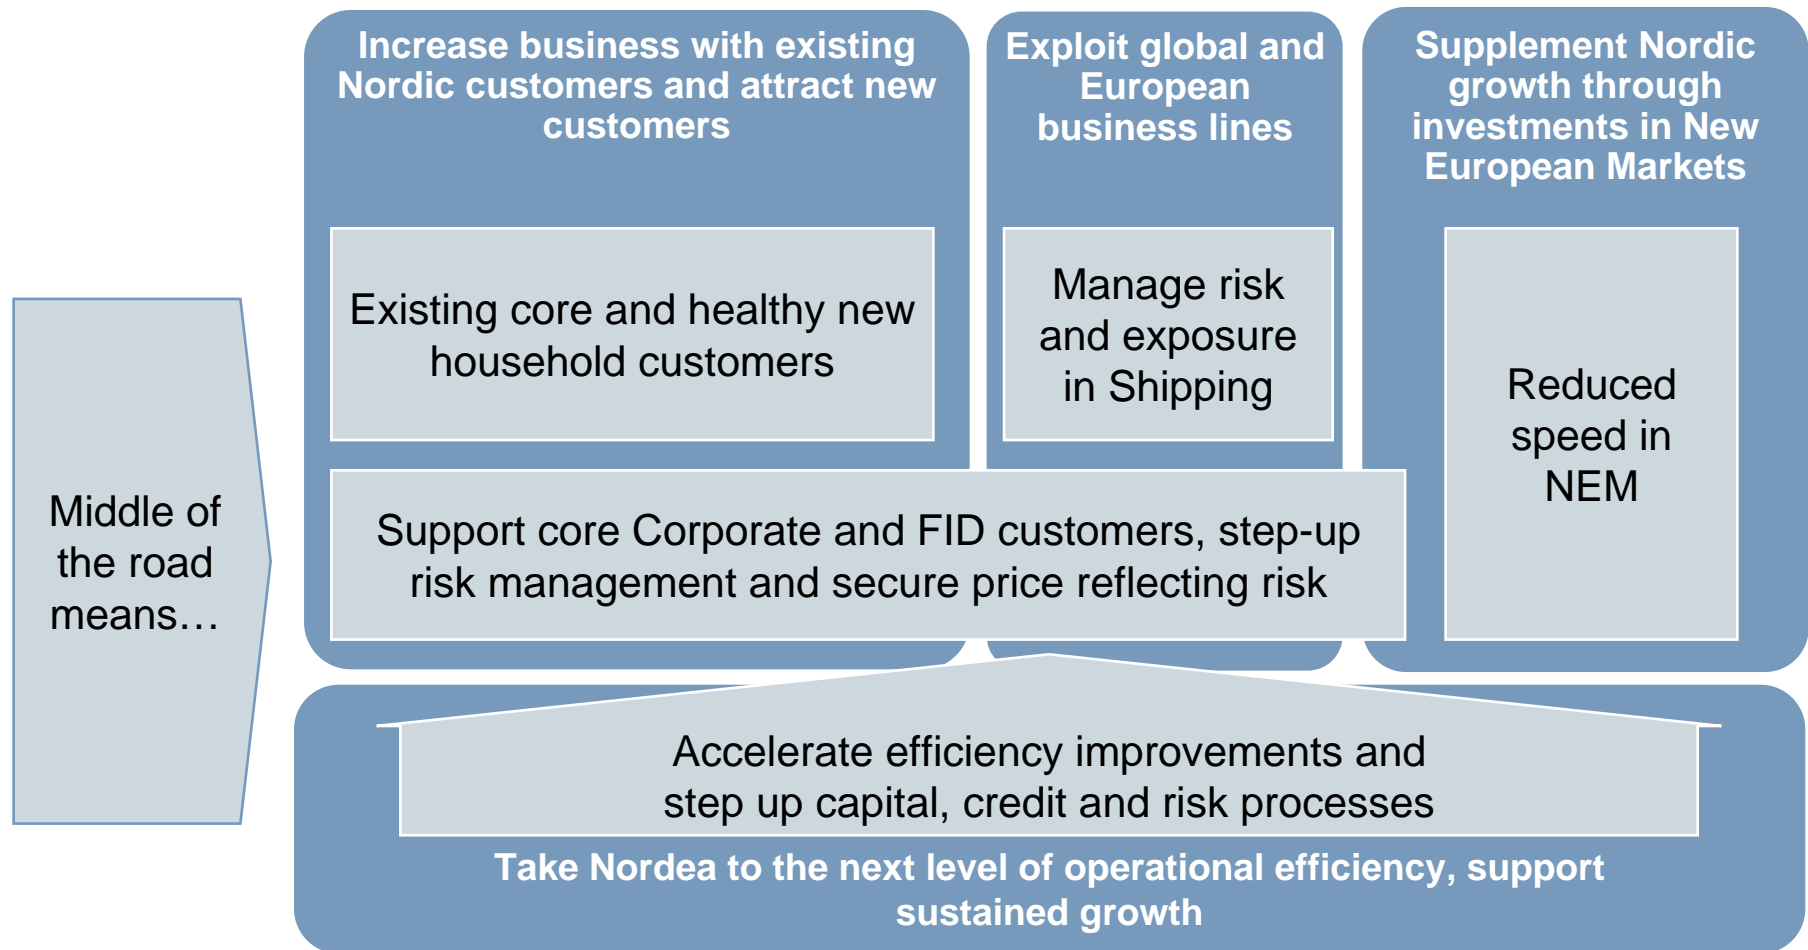 Increase business with existing
Nordic customers and attract new
customers
Exploit global and
European
business lines
Supplement Nordic
growth through
investments in New
European Markets
Existing core and healthy new
household customers
Manage risk
and exposure
in Shipping
Reduced
speed in
NEM
Middle of
the road
means…
Support core Corporate and FID customers, step-up
risk management and secure price reflecting risk
Accelerate efficiency improvements and
step up capital, credit and risk processes
Take Nordea to the next level of operational efficiency, support
sustained growth